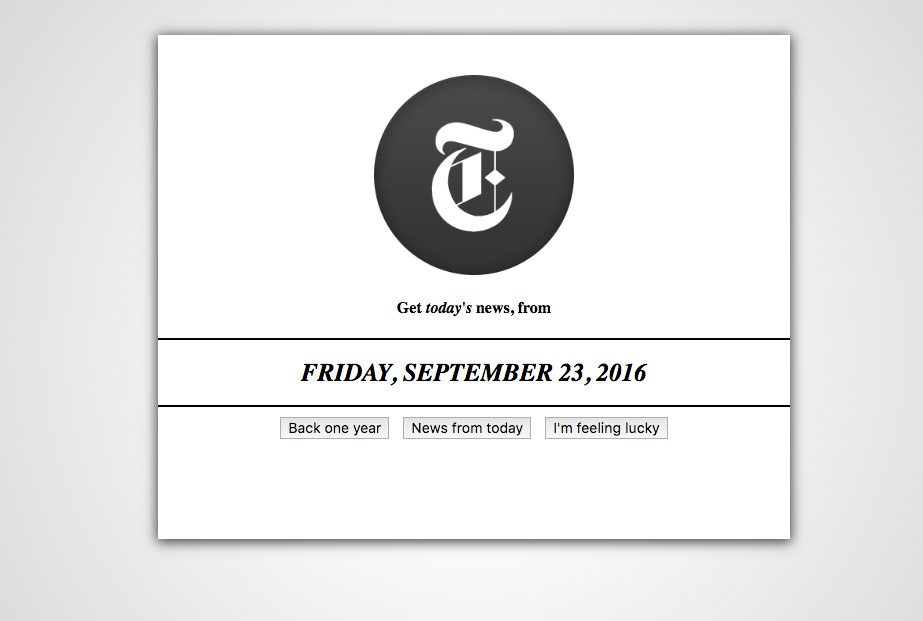 T
Get today's news, from
FRIDAY, SEPTEMBER 23, 2016
Back one year News from today I'm feeling lucky